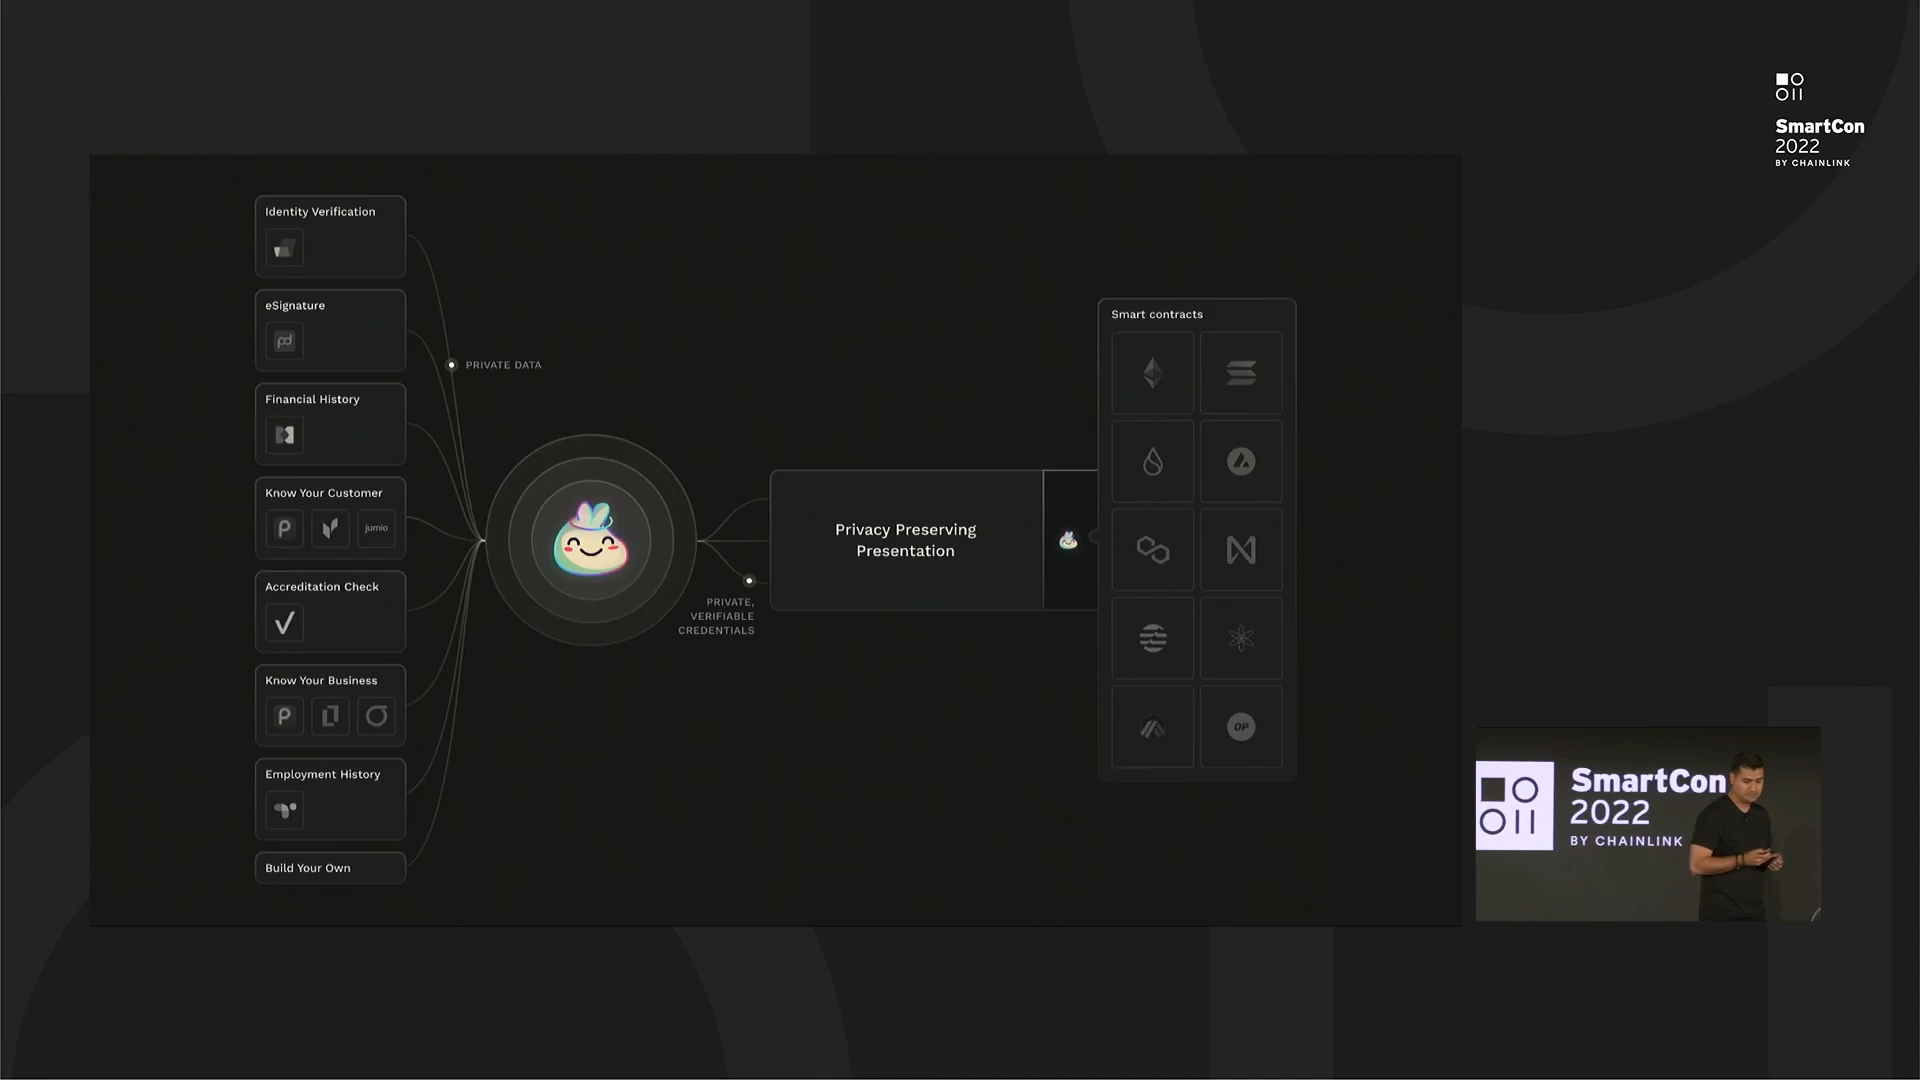 SmartCon
2022
BY CHAINLINK
Identity Verification
eSignature
pd
PRIVATE DATA
Financial History
Know Your Customer
P
jumio
Accreditation Check
Know Your Business
P
Employment History
Build Your Own
PRIVATE,
VERIFIABLE
CREDENTIALS
Privacy Preserving
Presentation
Smart contracts
OP
SmartCon
2022
BY CHAINLINK